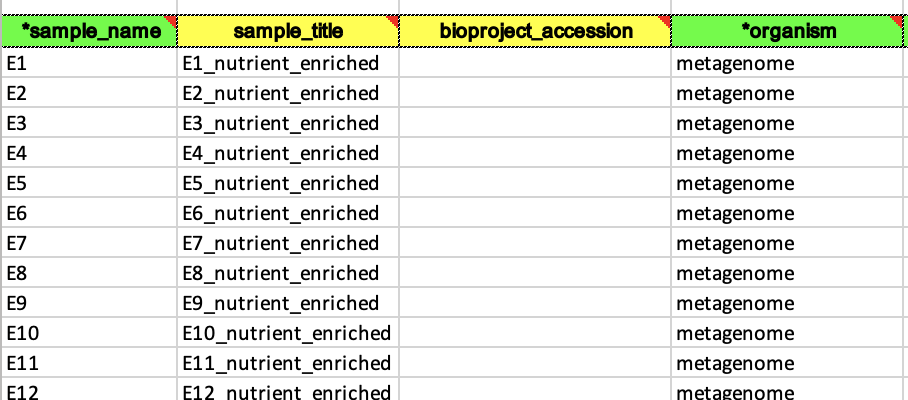 *sample_name sample_title bioproject_accession *organism
E1 E1_nutrient_enriched metagenome
E2 E2_nutrient_enriched metagenome
E3 E3_nutrient_enriched metagenome
E4 E4_nutrient_enriched metagenome
E5 E5_nutrient_enriched metagenome
E6 E6_nutrient_enriched metagenome
E7 E7_nutrient_enriched metagenome
E8 E8_nutrient_enriched metagenome
E9 E9_nutrient_enriched metagenome
E10 E10_nutrient_enriched metagenome
E11 E11_nutrient_enriched metagenome
E12 E12_nutrient_enriched metagenome